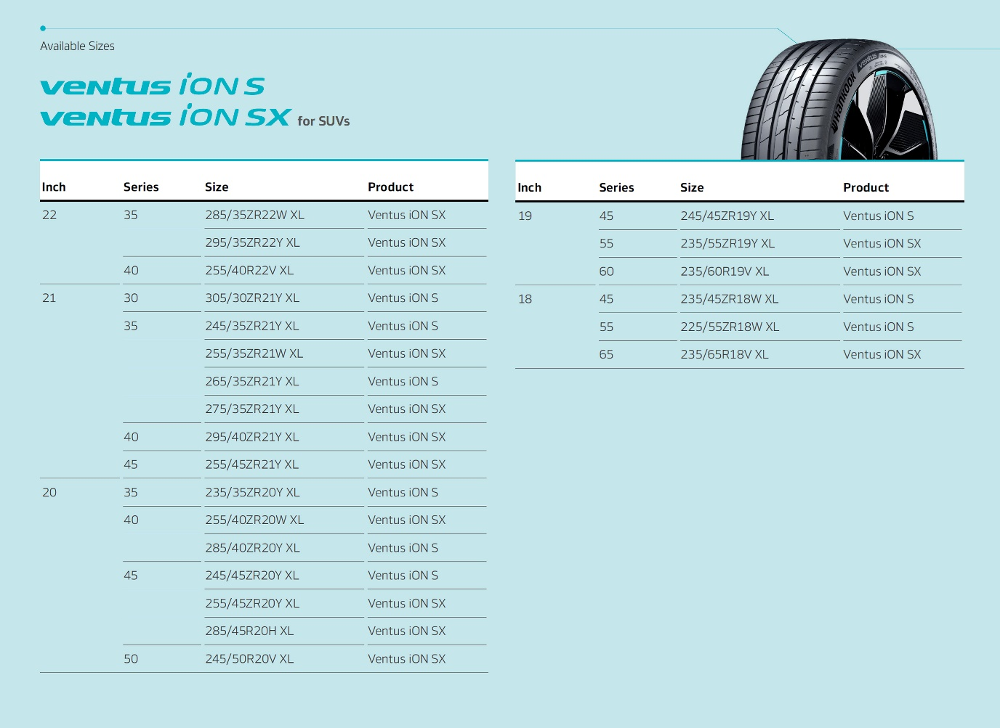 Available Sizes
ventus iON S
ventus iON SX for SUVs
Inch Series Size Product
22 35 285/35ZR22W XL Ventus iON SX
295/35ZR22Y XL Ventus iON SX
40 255/40R22V XL Ventus iON SX
21 30 305/30ZR21Y XL Ventus iON S
35 245/35ZR21Y XL Ventus iON S
255/35ZR21W XL Ventus iON SX
265/35ZR21Y XL Ventus iON S
275/35ZR21Y XL Ventus iON SX
40 295/40ZR21Y XL Ventus iON SX
45 255/45ZR21Y XL Ventus iON SX
20 35 235/35ZR20Y XL Ventus iON S
40 255/40ZR20W XL Ventus iON SX
285/40ZR20Y XL Ventus iON S
45 245/45ZR20Y XL Ventus iON S
255/45ZR20Y XL Ventus iON SX
285/45R20H XL Ventus iON SX
50 245/50R20V XL Ventus iON SX
ventus iON S
Hankook
Inch Series Size Product
19 45 245/45ZR19Y XL Ventus iON S
55 235/55ZR19Y XL Ventus iON SX
60 235/60R19V XL Ventus iON SX
18 45 235/45ZR18W XL Ventus iON S
55 225/55ZR18W XL Ventus iON S
65 235/65R18V XL Ventus iON SX